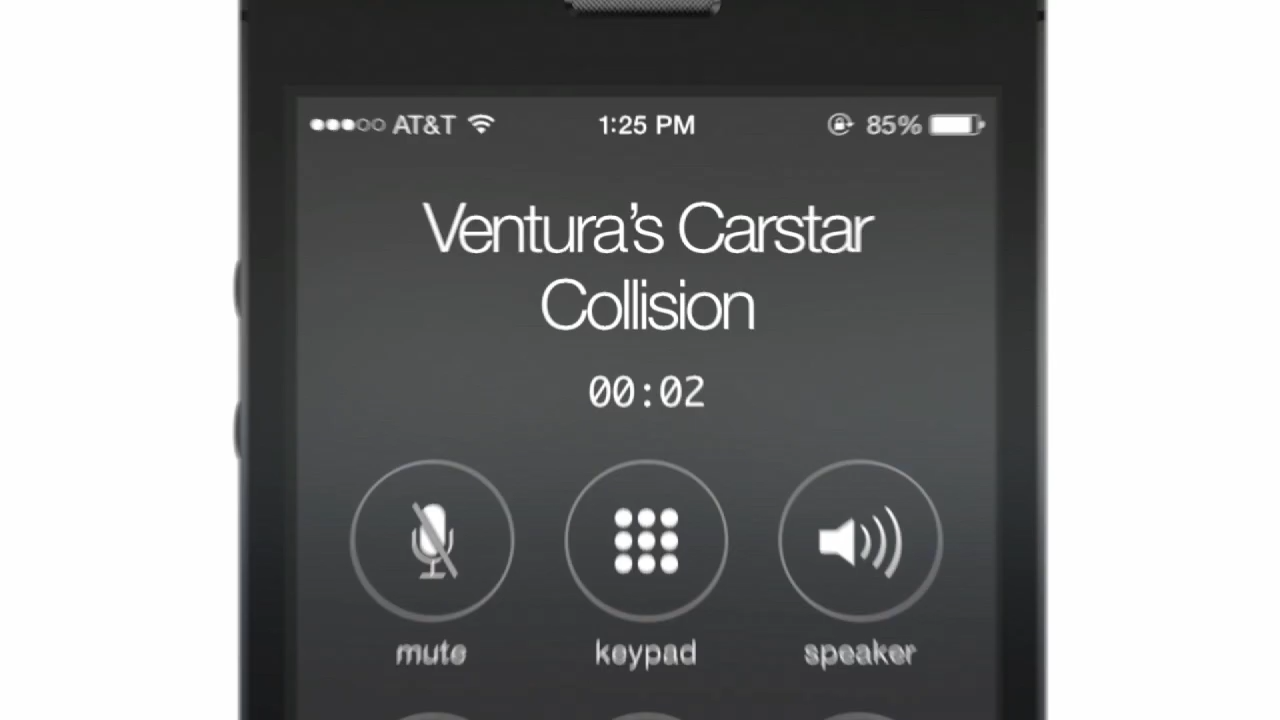 AT&T 1:25 PM 85%
Ventura's Carstar
Collision
00:02
mute keypad speaker